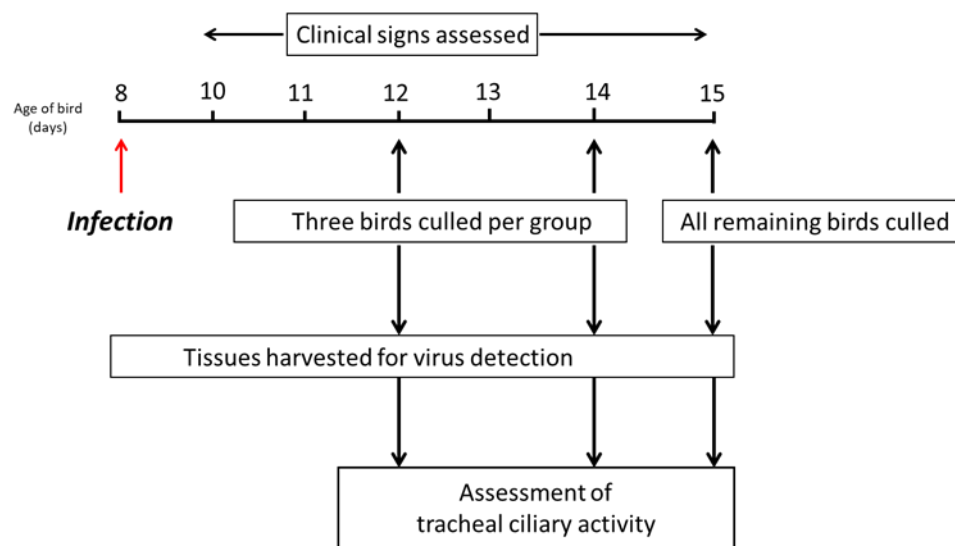 Clinical signs assessed
8 10 11 12 13 14 15
Age of bird
(days)
Infection
Three birds culled per group
All remaining birds culled
Tissues harvested for virus detection
Assessment of
tracheal ciliary activity